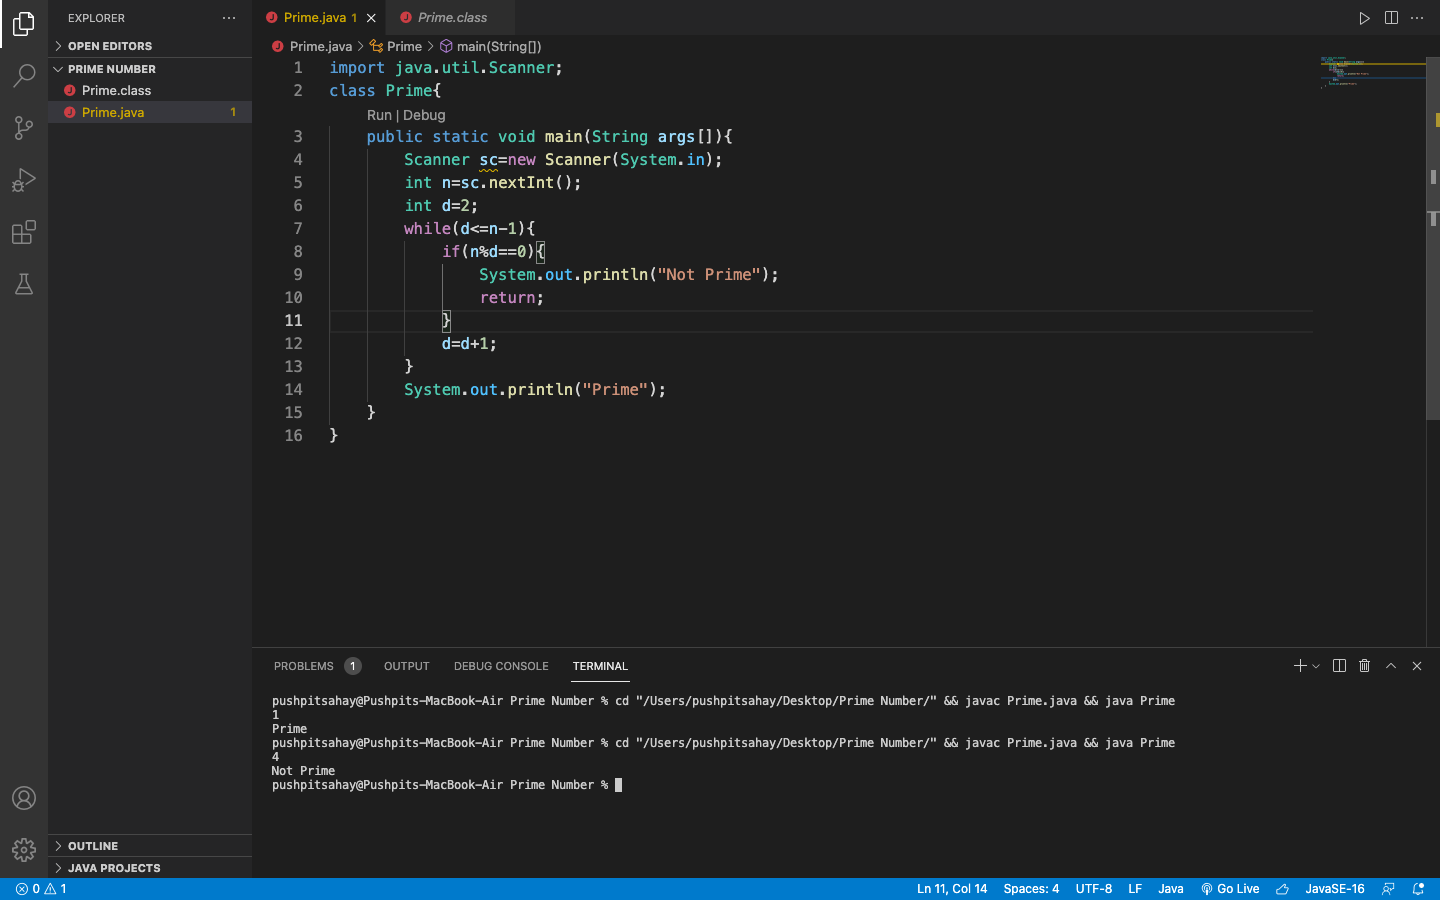 EXPLORER
OPEN EDITORS
PRIME NUMBER
Prime.class
Prime.java 1
OUTLINE
JAVA PROJECTS
Prime.java 1
Prime.class
Prime.java > Prime > main(String[])
1 import java.util.Scanner;
2 class Prime{
Run | Debug
3 public static void main(String args[]){
4 Scanner sc=new Scanner(System.in);
5 int n=sc.nextInt();
6 int d=2;
7 while(d<=n-1){
8 if(n%d==0){
9 System.out.println("Not Prime");
10 return;
11 }
12 d=d+1;
13 }
14 System.out.println("Prime");
15 }
16 }
PROBLEMS 1 OUTPUT DEBUG CONSOLE TERMINAL
pushpitsahay@Pushpits-MacBook-Air Prime Number % cd "/Users/pushpitsahay/Desktop/Prime Number/" && javac Prime.java && java Prime
1
Prime
pushpitsahay@Pushpits-MacBook-Air Prime Number % cd "/Users/pushpitsahay/Desktop/Prime Number/" && javac Prime.java && java Prime
4
Not Prime
pushpitsahay@Pushpits-MacBook-Air Prime Number %
0 1 Ln 11, Col 14 Spaces: 4 UTF-8 LF Java Go Live JavaSE-16